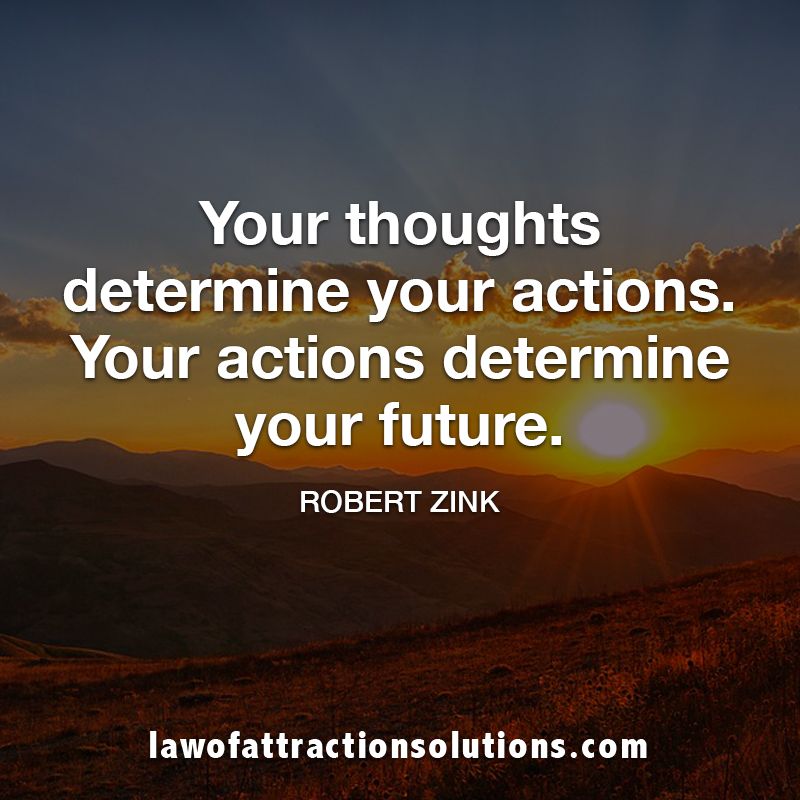 Your thoughts
determine your actions.
Your actions determine
your future.
ROBERT ZINK
lawofattractionsolutions.com